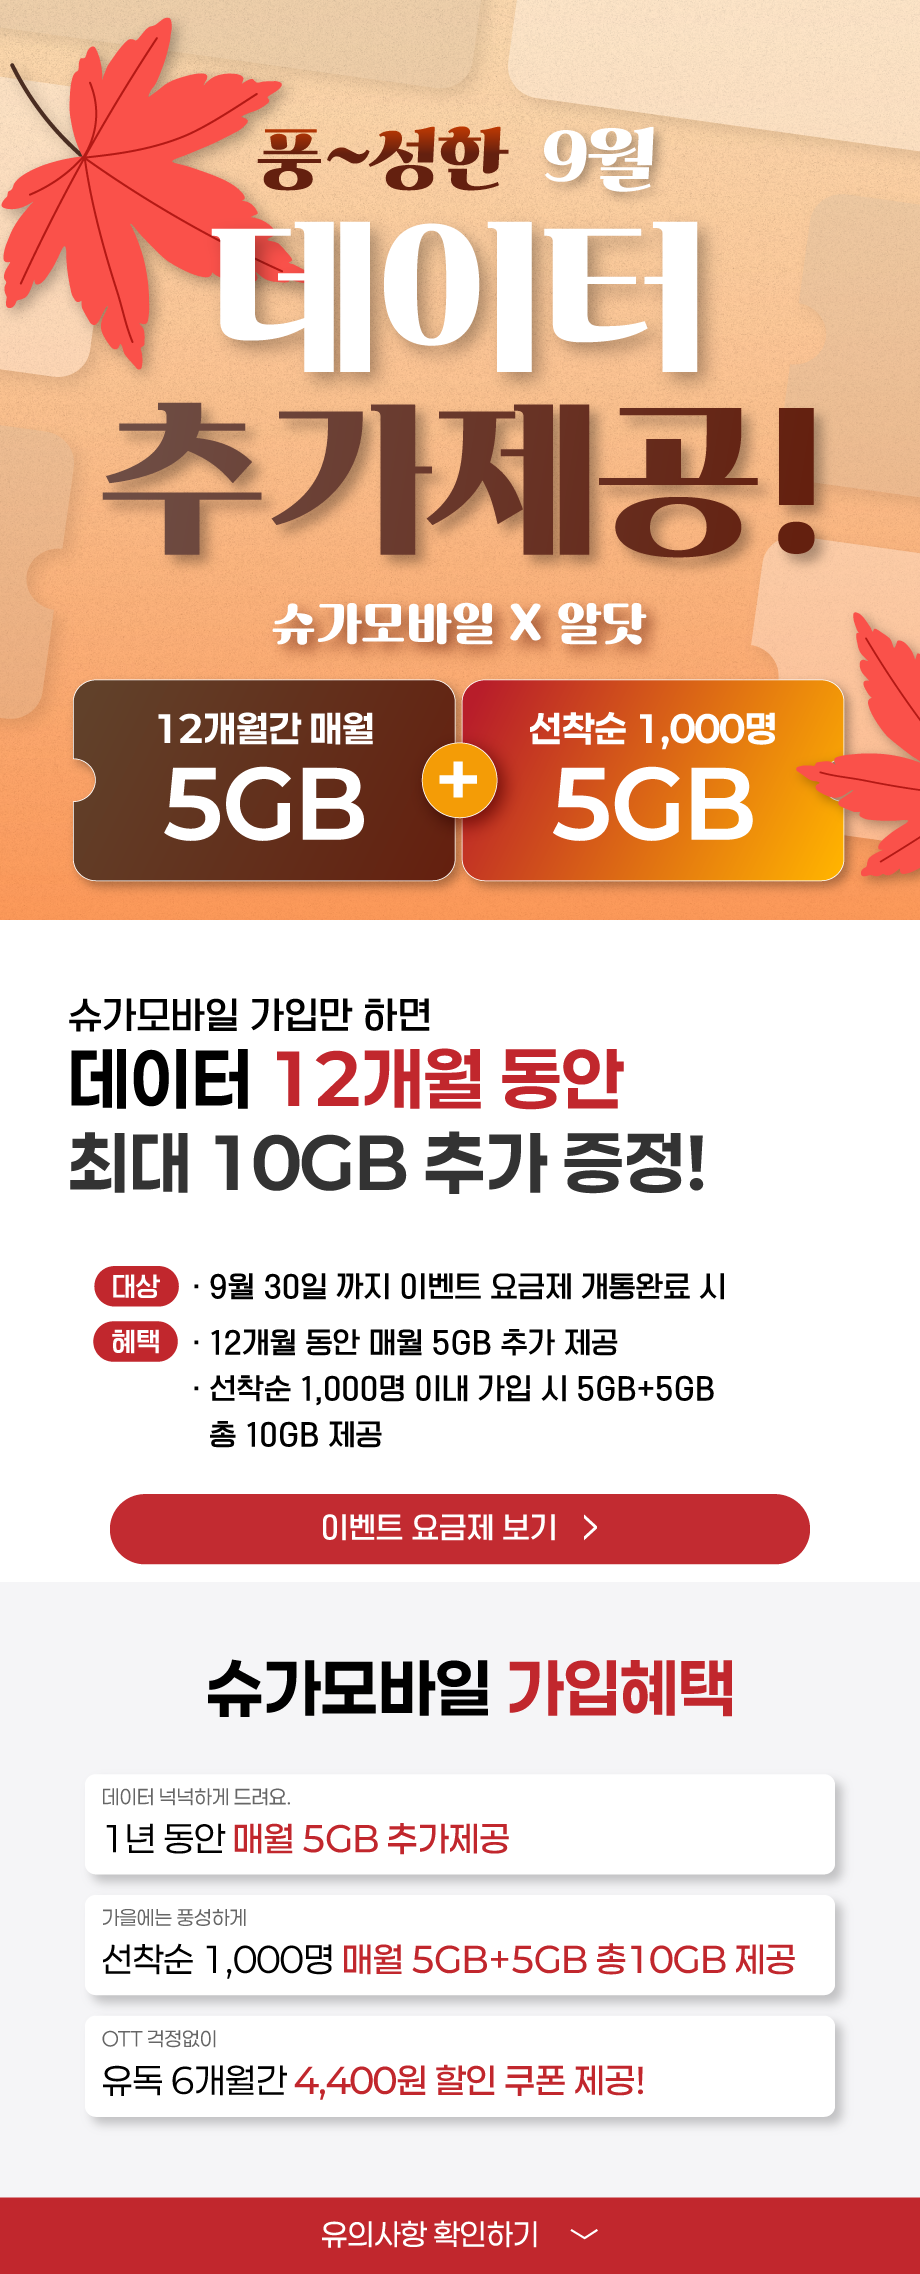 풍~성한 9월
데이터
추가제공!
슈가모바일 X 알닷
12개월간 매월
5GB
+
선착순 1,000명
5GB
슈가모바일 가입만 하면
데이터 12개월 동안
최대 10GB 추가 증정!
대상 · 9월 30일 까지 이벤트 요금제 개통완료 시
혜택 · 12개월 동안 매월 5GB 추가 제공
· 선착순 1,000명 이내 가입 시 5GB+5GB
총 10GB 제공
이벤트 요금제 보기 >
슈가모바일 가입혜택
데이터 넉넉하게 드려요.
1년 동안 매월 5GB 추가제공
가을에는 풍성하게
선착순 1,000명 매월 5GB+5GB 총10GB 제공
OTT 걱정없이
유독 6개월간 4,400원 할인 쿠폰 제공!
유의사항 확인하기